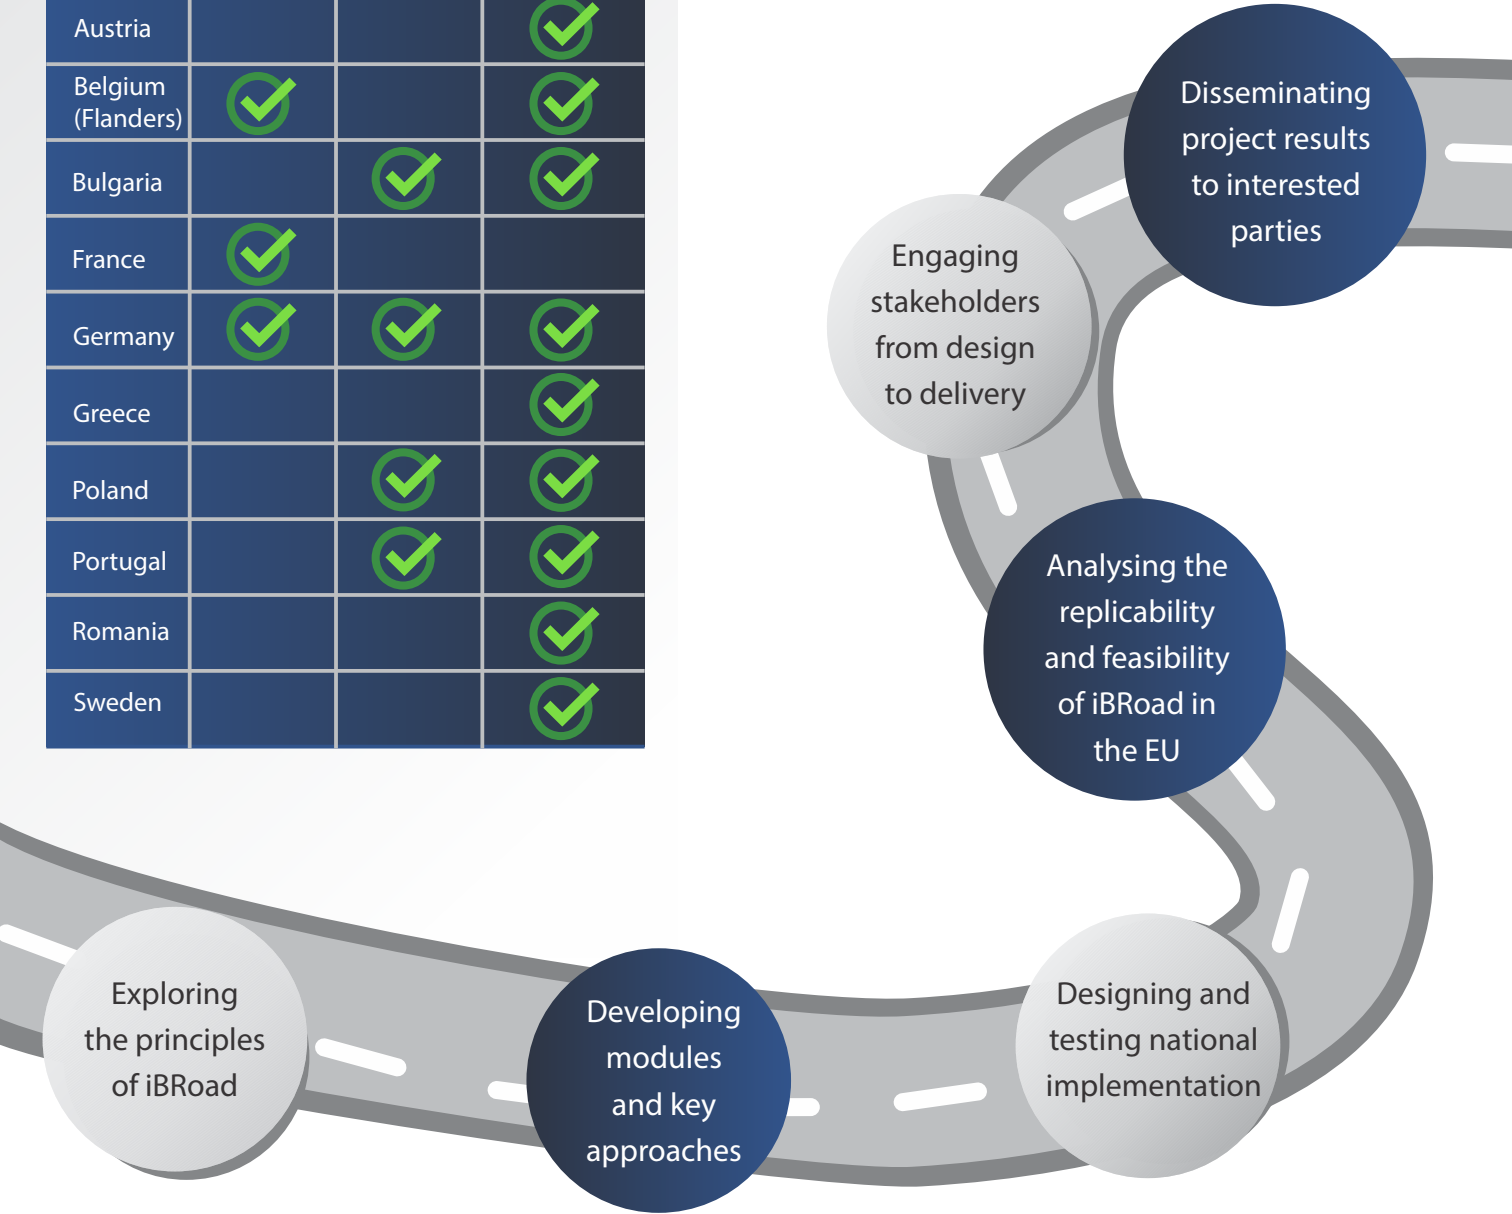 Austria
Belgium
(Flanders)
Bulgaria
France
Germany
Greece
Poland
Portugal
Romania
Sweden
Exploring
the principles
of iBRoad
Developing
modules
and key
approaches
Designing and
testing national
implementation
Analysing the
replicability
and feasibility
of iBRoad in
the EU
Engaging
stakeholders
from design
to delivery
Disseminating
project results
to interested
parties